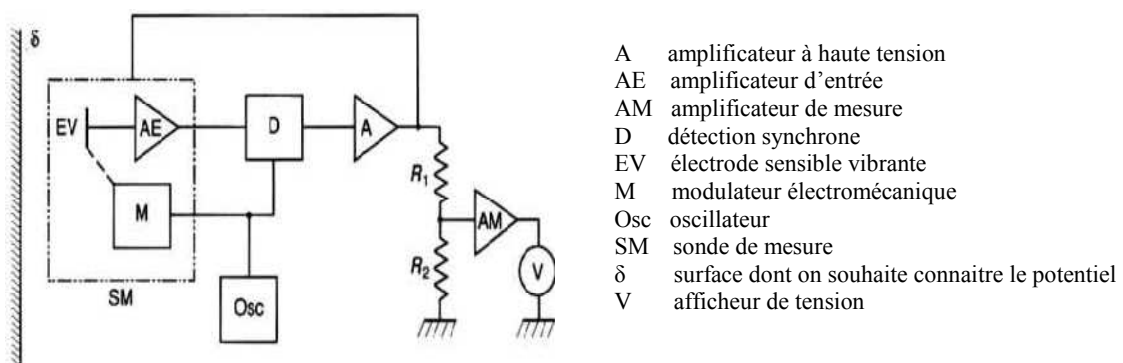 δ
EV
AE
D
A
M
SM
Osc
R₁
R₂
AM
V
A amplificateur à haute tension
AE amplificateur d’entrée
AM amplificateur de mesure
D détection synchrone
EV électrode sensible vibrante
M modulateur électromécanique
Osc oscillateur
SM sonde de mesure
δ surface dont on souhaite connaitre le potentiel
V afficheur de tension